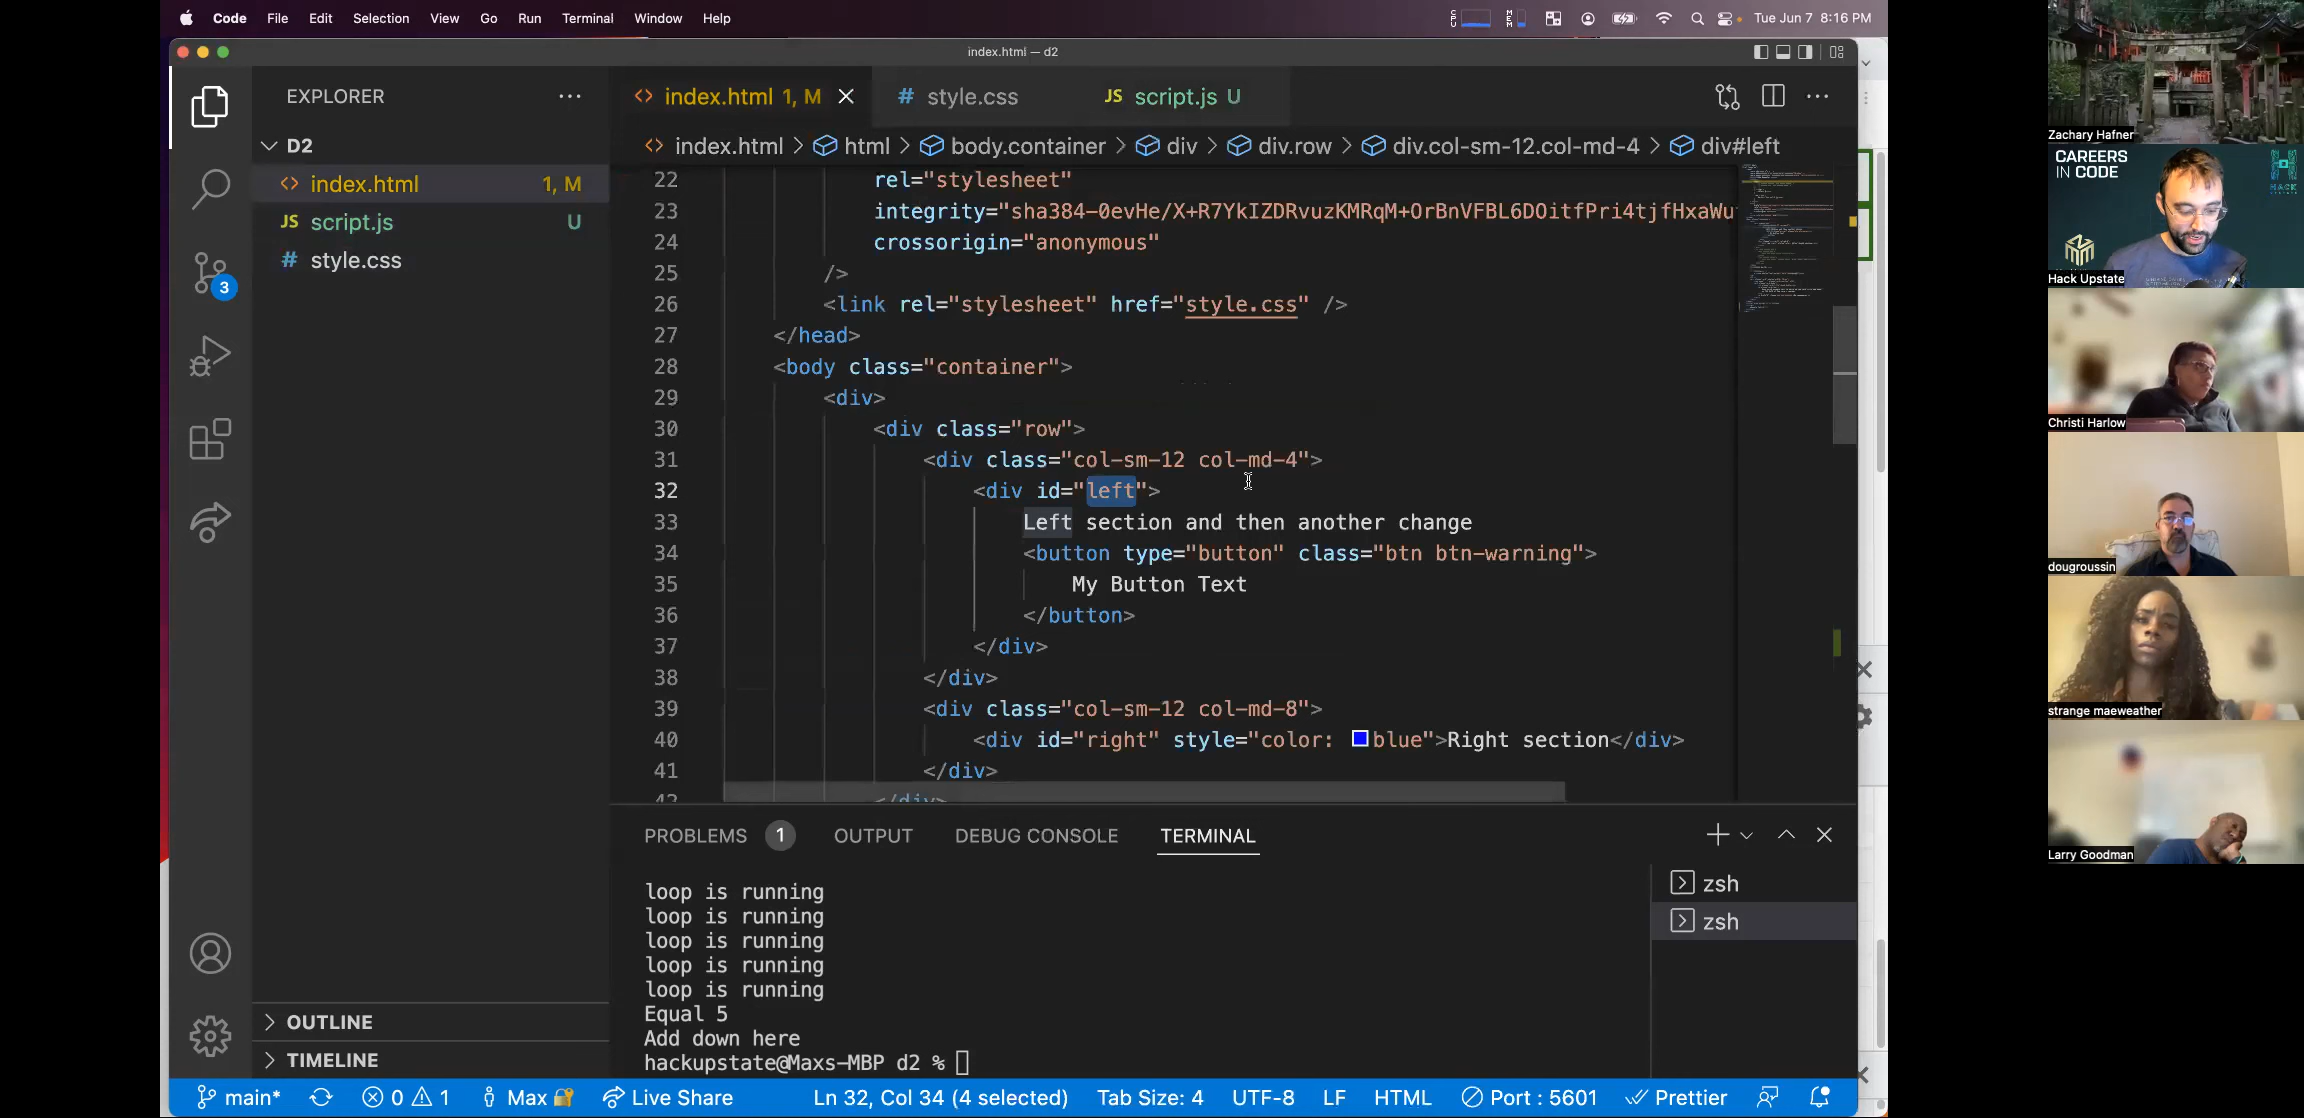 Code File Edit Selection View Go Run Terminal Window Help
CPU MEM Tue Jun 7 8:16 PM
index.html — d2
EXPLORER
D2
index.html 1, M
script.js U
style.css
3
OUTLINE
TIMELINE
index.html 1, M
# style.css
JS script.js U
index.html > html > body.container > div > div.row > div.col-sm-12.col-md-4 > div#left
22 rel="stylesheet"
23 integrity="sha384-0evHe/X+R7YkIZDRvuzKMRqM+OrBnVFBL6DOitfPri4tjfHxaWu
24 crossorigin="anonymous"
25 />
26 <link rel="stylesheet" href="style.css" />
27 </head>
28 <body class="container">
29 <div>
30 <div class="row">
31 <div class="col-sm-12 col-md-4">
32 <div id="left">
33 Left section and then another change
34 <button type="button" class="btn btn-warning">
35 My Button Text
36 </button>
37 </div>
38 </div>
39 <div class="col-sm-12 col-md-8">
40 <div id="right" style="color: blue">Right section</div>
41 </div>
42 </div>
PROBLEMS 1 OUTPUT DEBUG CONSOLE TERMINAL
loop is running
loop is running
loop is running
loop is running
loop is running
Equal 5
Add down here
hackupstate@Maxs-MBP d2 %
zsh
zsh
main* 0 1 Max Live Share Ln 32, Col 34 (4 selected) Tab Size: 4 UTF-8 LF HTML Port : 5601 Prettier
Zachary Hafner
CAREERS
IN CODE
HACK
Hack Upstate
Christi Harlow
dougroussin
strange maeweather
Larry Goodman